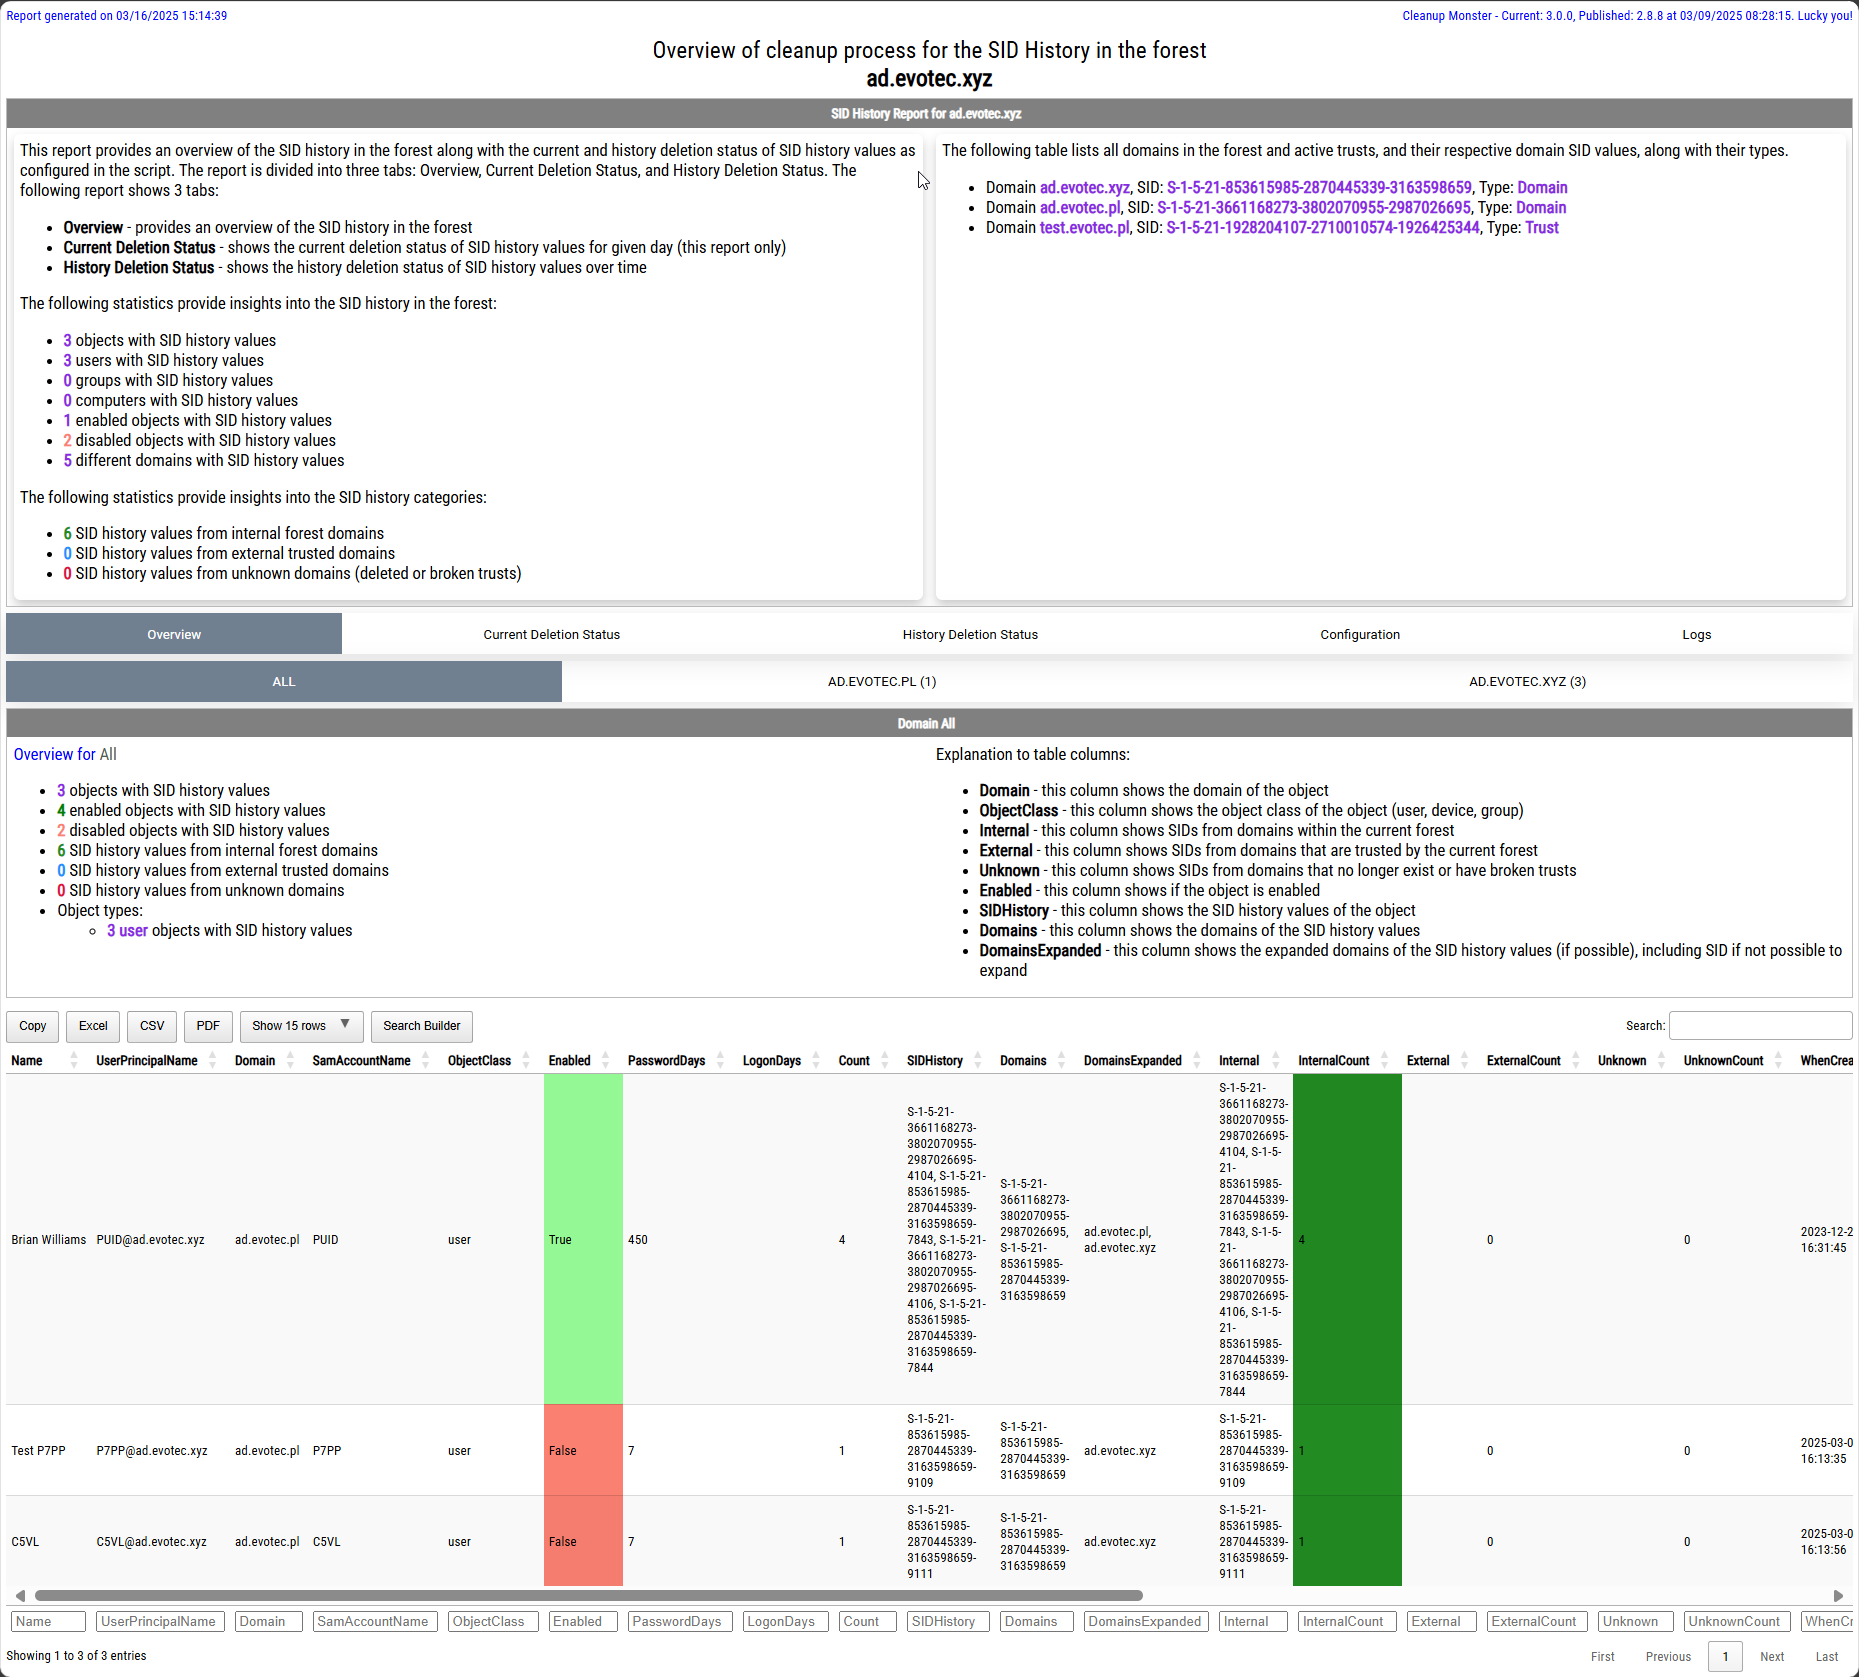 Report generated on 03/16/2025 15:14:39
Cleanup Monster - Current: 3.0.0, Published: 2.8.8 at 03/09/2025 08:28:15. Lucky you!
Overview of cleanup process for the SID History in the forest
ad.evotec.xyz
SID History Report for ad.evotec.xyz
This report provides an overview of the SID history in the forest along with the current and history deletion status of SID history values as
configured in the script. The report is divided into three tabs: Overview, Current Deletion Status, and History Deletion Status. The
following report shows 3 tabs:
• Overview - provides an overview of the SID history in the forest
• Current Deletion Status - shows the current deletion status of SID history values for given day (this report only)
• History Deletion Status - shows the history deletion status of SID history values over time
The following statistics provide insights into the SID history in the forest:
• 3 objects with SID history values
• 3 users with SID history values
• 0 groups with SID history values
• 0 computers with SID history values
• 1 enabled objects with SID history values
• 2 disabled objects with SID history values
• 5 different domains with SID history values
The following statistics provide insights into the SID history categories:
• 6 SID history values from internal forest domains
• 0 SID history values from external trusted domains
• 0 SID history values from unknown domains (deleted or broken trusts)
The following table lists all domains in the forest and active trusts, and their respective domain SID values, along with their types.
• Domain ad.evotec.xyz, SID: S-1-5-21-853615985-2870445339-3163598659, Type: Domain
• Domain ad.evotec.pl, SID: S-1-5-21-3661168273-3802070955-2987026695, Type: Domain
• Domain test.evotec.pl, SID: S-1-5-21-1928204107-2710010574-1926425344, Type: Trust
Overview Current Deletion Status History Deletion Status Configuration Logs
ALL AD.EVOTEC.PL (1) AD.EVOTEC.XYZ (3)
Domain All
Overview for All
• 3 objects with SID history values
• 4 enabled objects with SID history values
• 2 disabled objects with SID history values
• 6 SID history values from internal forest domains
• 0 SID history values from external trusted domains
• 0 SID history values from unknown domains
• Object types:
◦ 3 user objects with SID history values
Explanation to table columns:
• Domain - this column shows the domain of the object
• ObjectClass - this column shows the object class of the object (user, device, group)
• Internal - this column shows SIDs from domains within the current forest
• External - this column shows SIDs from domains that are trusted by the current forest
• Unknown - this column shows SIDs from domains that no longer exist or have broken trusts
• Enabled - this column shows if the object is enabled
• SIDHistory - this column shows the SID history values of the object
• Domains - this column shows the domains of the SID history values
• DomainsExpanded - this column shows the expanded domains of the SID history values (if possible), including SID if not possible to
expand
Copy Excel CSV PDF Show 15 rows ▼ Search Builder Search:
Name UserPrincipalName Domain SamAccountName ObjectClass Enabled PasswordDays LogonDays Count SIDHistory Domains DomainsExpanded Internal InternalCount External ExternalCount Unknown UnknownCount WhenCrea
Brian Williams PUID@ad.evotec.xyz ad.evotec.pl PUID user True 450 4
S-1-5-21-
3661168273-
3802070955-
2987026695-
4104, S-1-5-21-
853615985-
2870445339-
3163598659-
7843, S-1-5-21-
3661168273-
3802070955-
2987026695-
4106, S-1-5-21-
853615985-
2870445339-
3163598659-
7844
S-1-5-21-
3661168273-
3802070955-
2987026695,
S-1-5-21-
853615985-
2870445339-
3163598659
ad.evotec.pl,
ad.evotec.xyz
S-1-5-21-
3661168273-
3802070955-
2987026695-
4104, S-1-5-
21-
853615985-
2870445339-
3163598659-
7843, S-1-5-
21-
3661168273-
3802070955-
2987026695-
4106, S-1-5-
21-
853615985-
2870445339-
3163598659-
7844
4 0 0
2023-12-2
16:31:45
Test P7PP P7PP@ad.evotec.xyz ad.evotec.pl P7PP user False 7 1
S-1-5-21-
853615985-
2870445339-
3163598659-
9109
S-1-5-21-
853615985-
2870445339-
3163598659
ad.evotec.xyz
S-1-5-21-
853615985-
2870445339-
3163598659-
9109
1 0 0
2025-03-0
16:13:35
C5VL C5VL@ad.evotec.xyz ad.evotec.pl C5VL user False 7 1
S-1-5-21-
853615985-
2870445339-
3163598659-
9111
S-1-5-21-
853615985-
2870445339-
3163598659
ad.evotec.xyz
S-1-5-21-
853615985-
2870445339-
3163598659-
9111
1 0 0
2025-03-0
16:13:56
Name UserPrincipalName Domain SamAccountName ObjectClass Enabled PasswordDays LogonDays Count SIDHistory Domains DomainsExpanded Internal InternalCount External ExternalCount Unknown UnknownCount WhenCr
Showing 1 to 3 of 3 entries
First Previous 1 Next Last